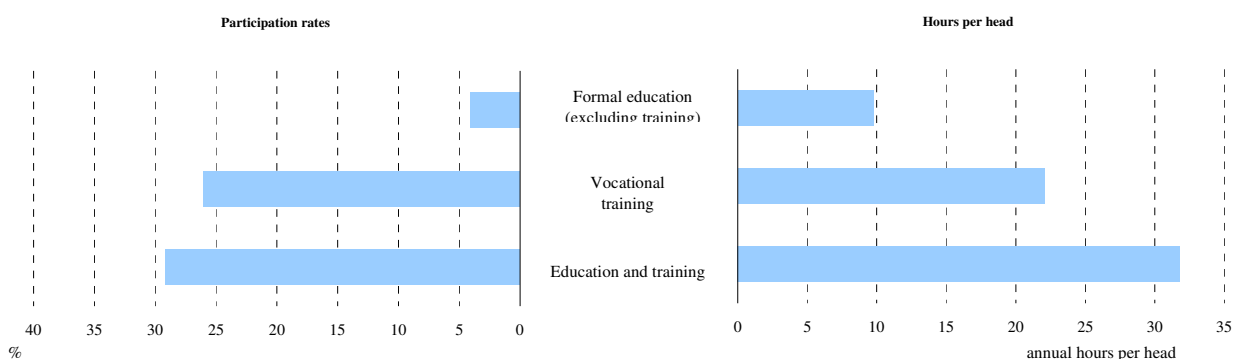 Participation rates
Hours per head
Formal education
(excluding training)
Vocational
training
Education and training
40 35 30 25 20 15 10 5 0
%
0 5 10 15 20 25 30 35
annual hours per head